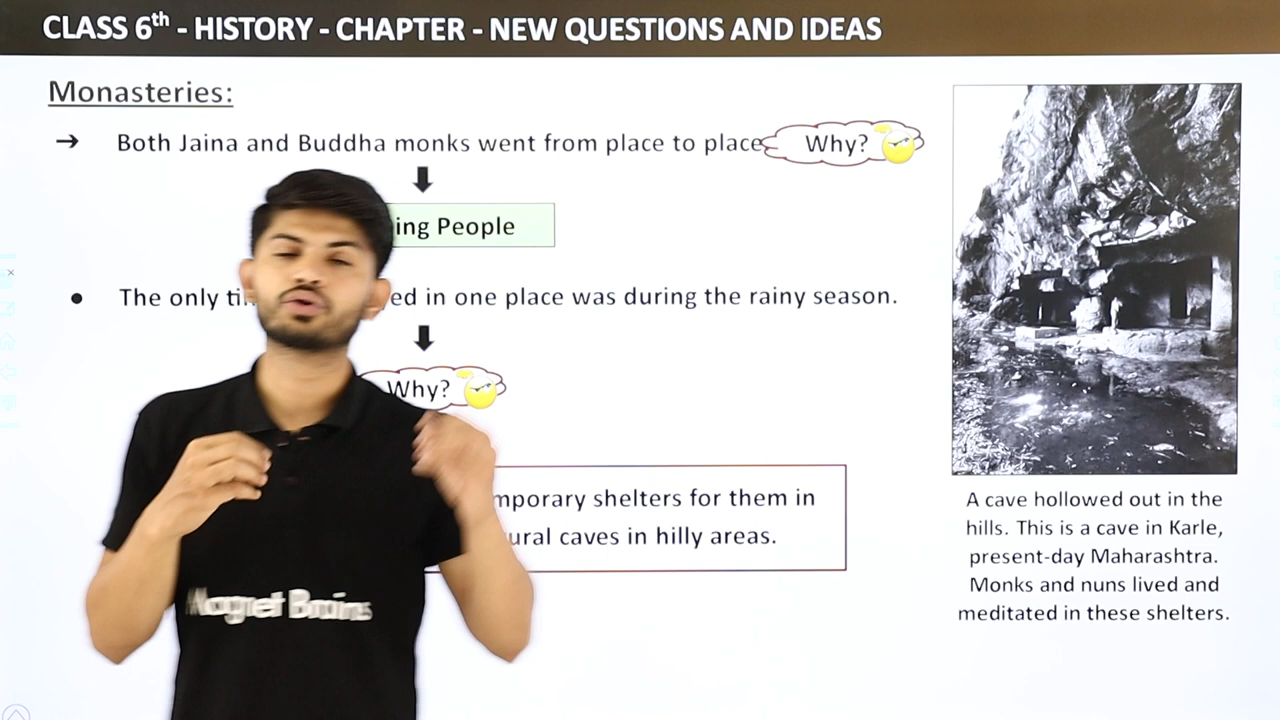 CLASS 6th - HISTORY - CHAPTER - NEW QUESTIONS AND IDEAS
Monasteries:
→ Both Jaina and Buddha monks went from place to place
Why?
ing People
• The only ed in one place was during the rainy season.
Why?
shelters for them in
caves in hilly areas.
A cave hollowed out in the
hills. This is a cave in Karle,
present-day Maharashtra.
Monks and nuns lived and
meditated in these shelters.
Magnet Brains